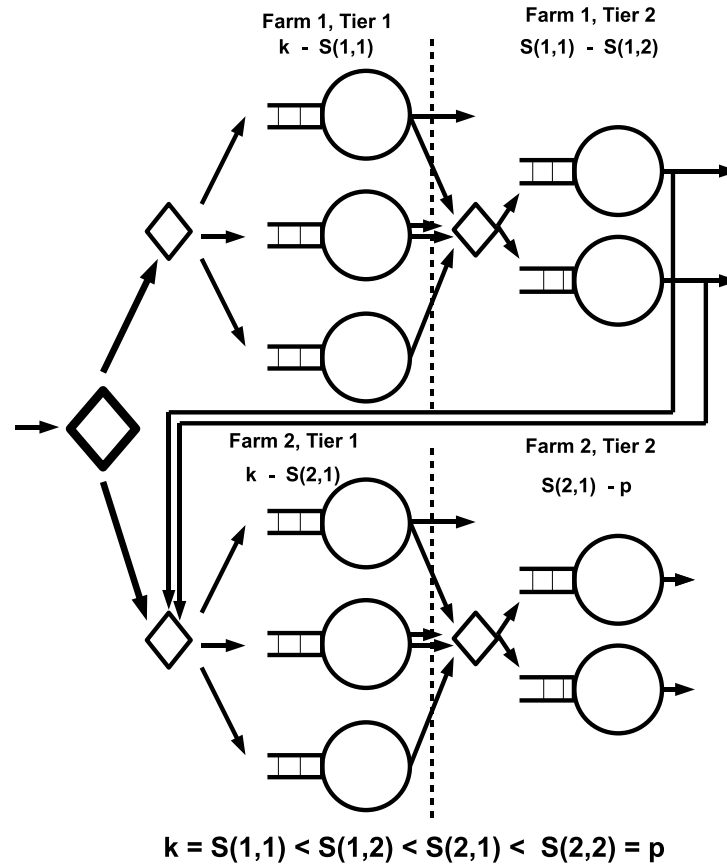 Farm 1, Tier 1
k - S(1,1)
Farm 1, Tier 2
S(1,1) - S(1,2)
Farm 2, Tier 1
k - S(2,1)
Farm 2, Tier 2
S(2,1) - p
k = S(1,1) < S(1,2) < S(2,1) < S(2,2) = p